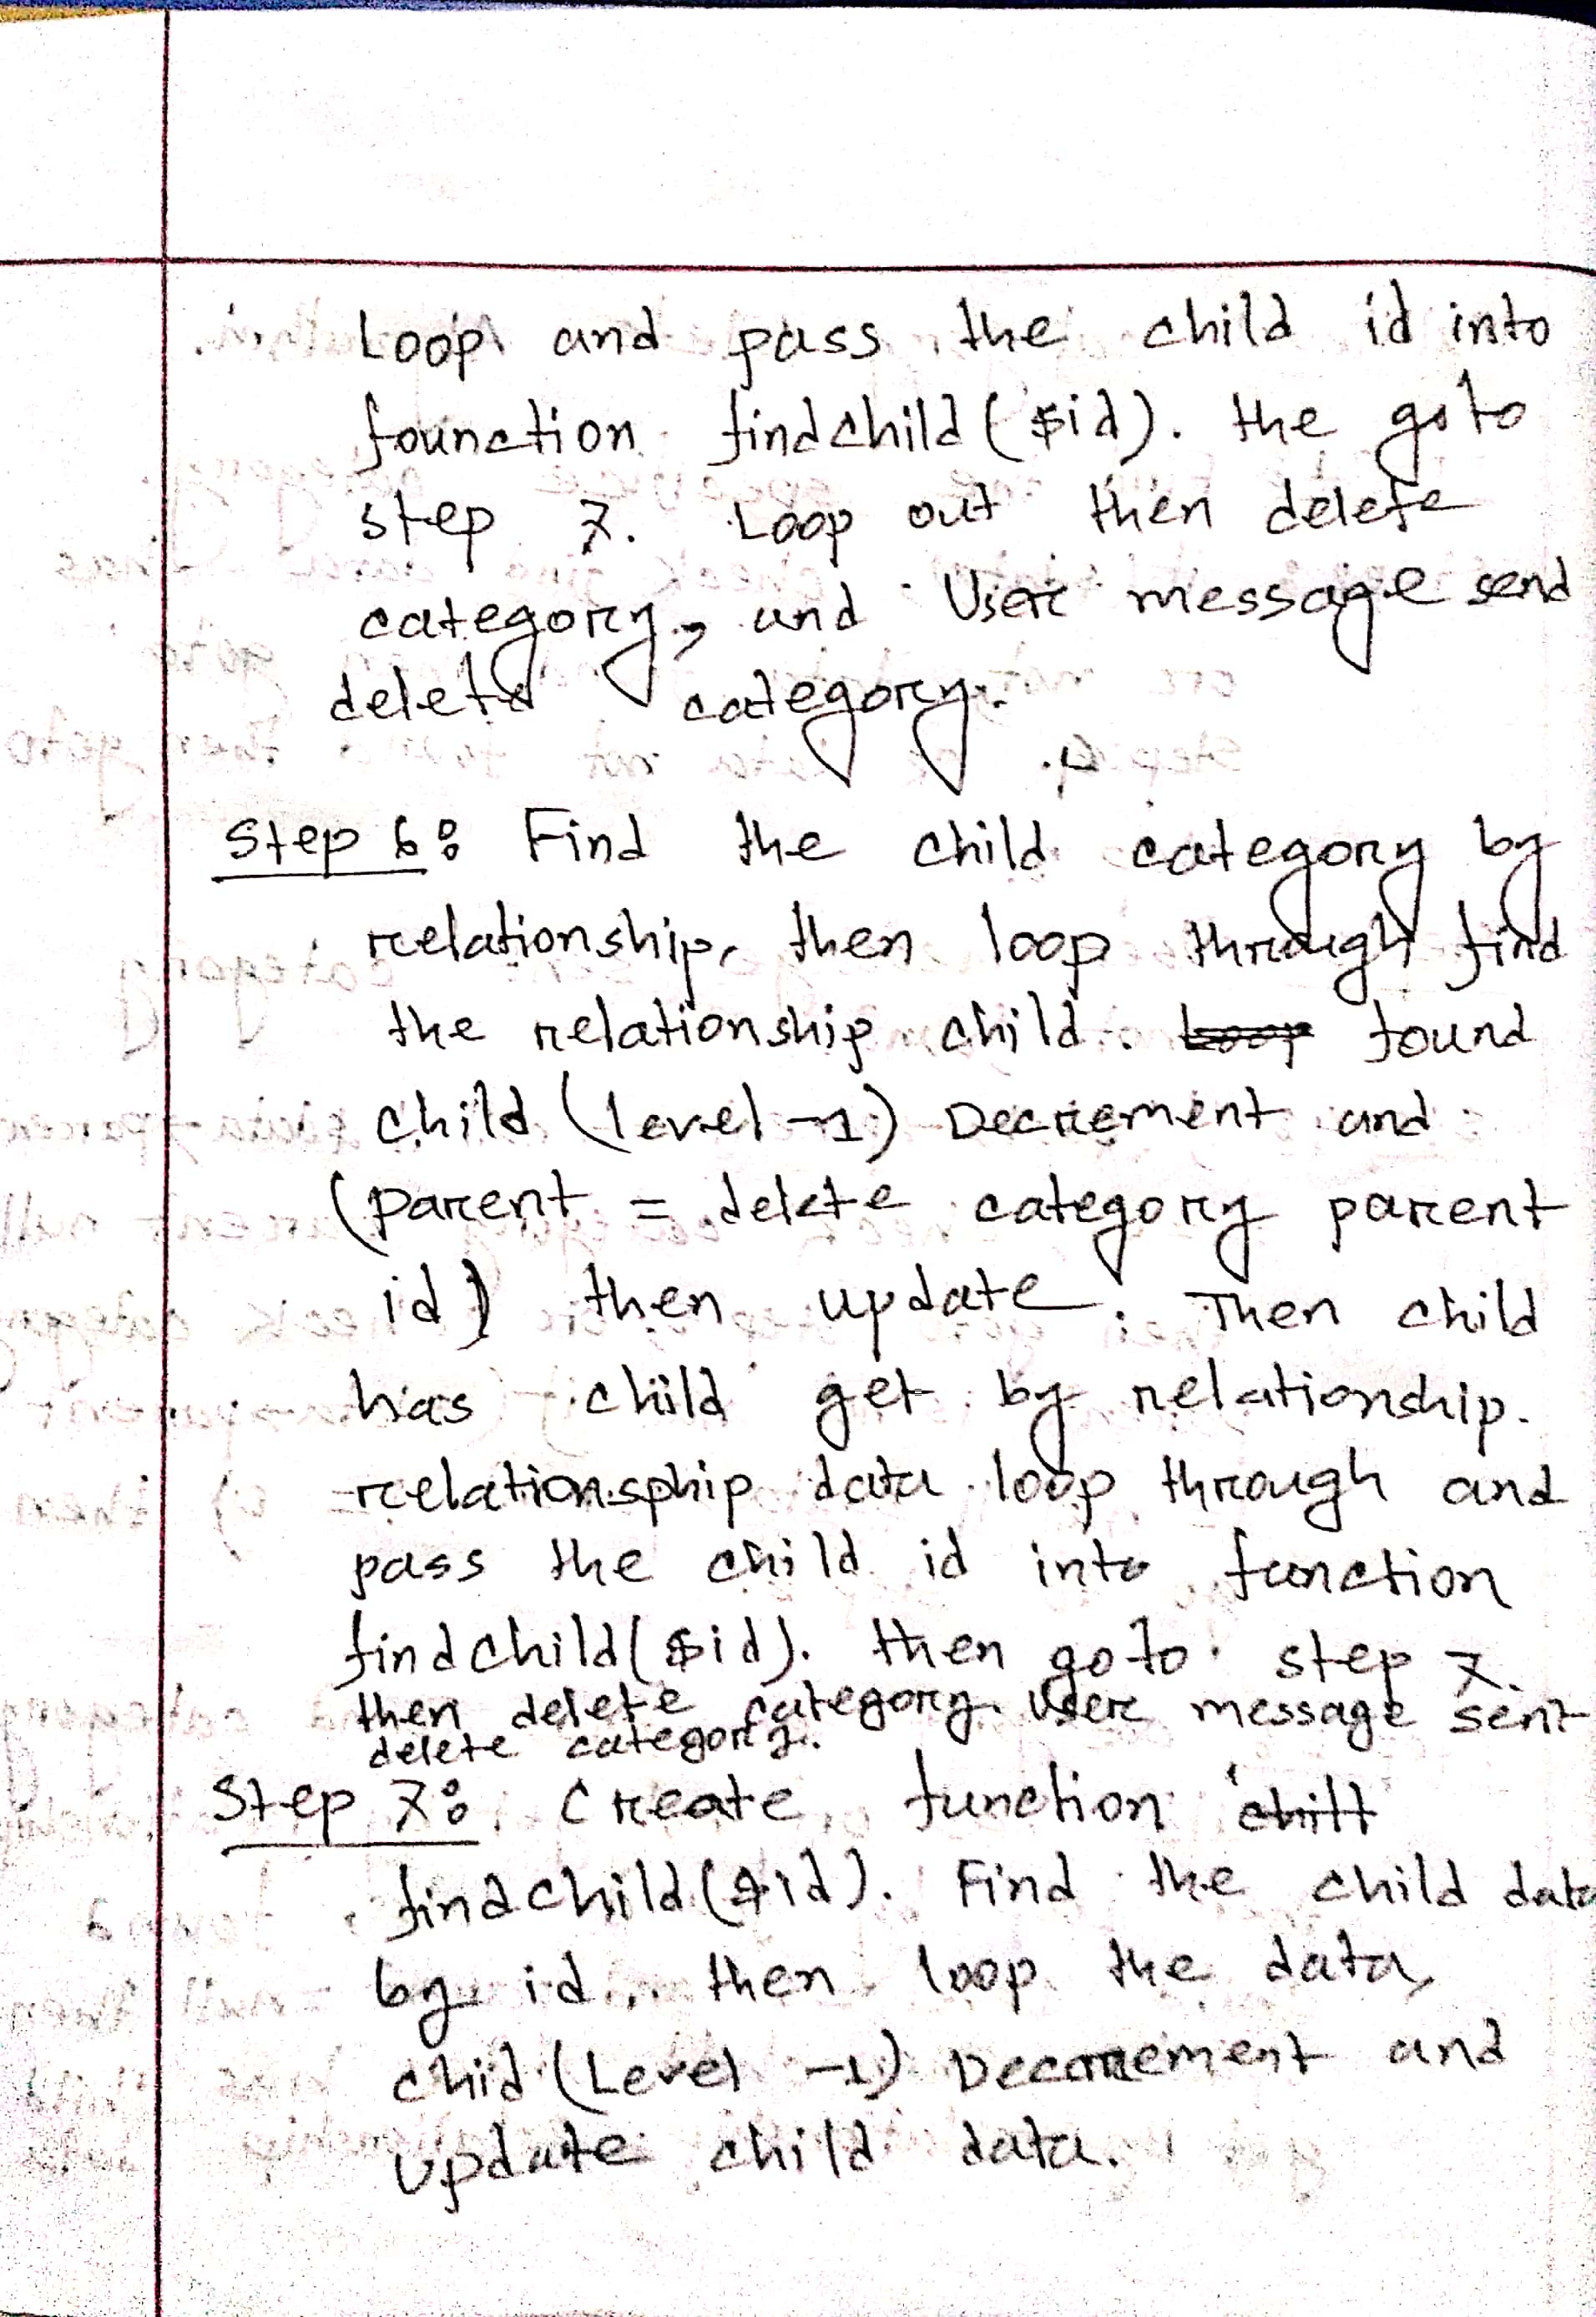 Loop and pass the child id into
founction findchild($id). the goto
step 7. Loop out then delete
category, and User message send
delete category.
Step 6: Find the child category by
relationship, then loop through find
the relationship child. found
child (level -1) Decrement and
(parent = delete category parent
id) then update. Then child
has child get by relationship.
relationsphip data loop through and
pass the child id into function
findchild($id). then goto step 7.
then delete category. User message sent
delete category.
Step 7: Create function
findchild($id). Find the child data
by id, then loop the data,
chid (Level -1) Decrement and
update child data.